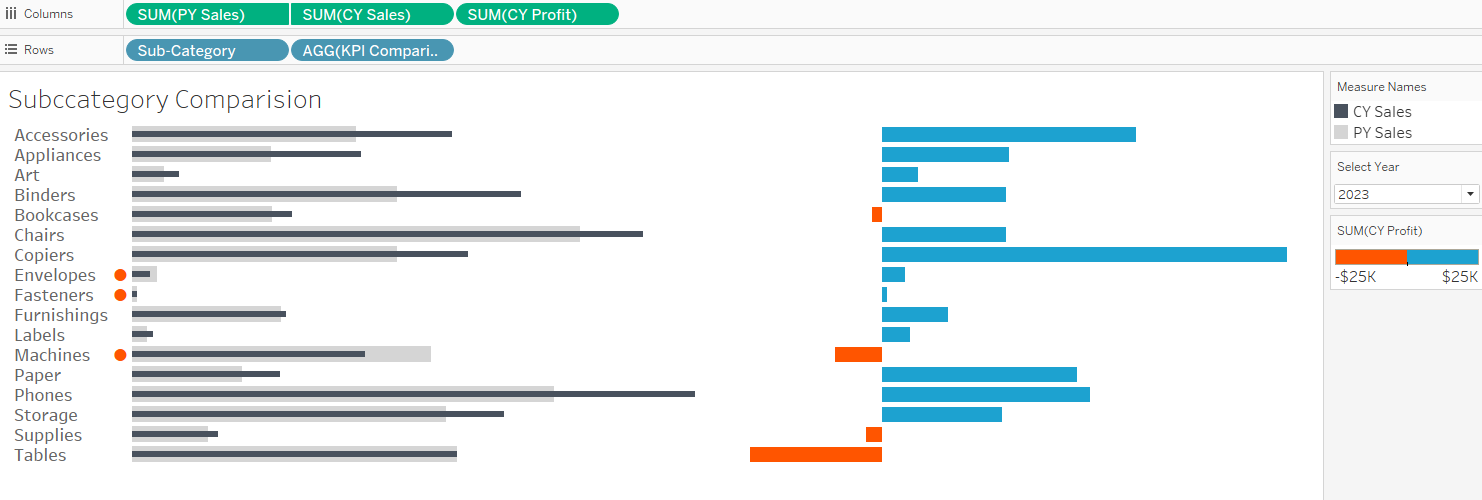 Columns SUM(PY Sales) SUM(CY Sales) SUM(CY Profit)
Rows Sub-Category AGG(KPI Compari..
Subccategory Comparision
Accessories
Appliances
Art
Binders
Bookcases
Chairs
Copiers
Envelopes
Fasteners
Furnishings
Labels
Machines
Paper
Phones
Storage
Supplies
Tables
Measure Names
CY Sales
PY Sales
Select Year
2023
SUM(CY Profit)
-$25K $25K